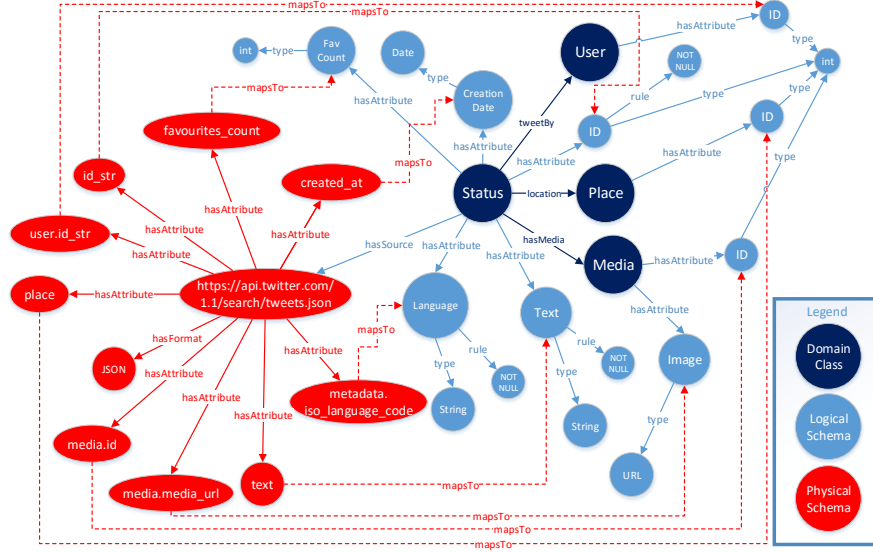 mapsTo
ID
hasAttribute
User
type
int
type
Fav
Count
Date
NOT
NULL
int
mapsTo
type
Creation
Date
hasAttribute
rule
type
favourites_count
tweetBy
ID
ID
type
id_str
created_at
mapsTo
hasAttribute
hasAttribute
hasAttribute
type
hasAttribute
Status
location
Place
user.id_str
hasAttribute
hasAttribute
hasAttribute
hasSource
hasAttribute
hasMedia
hasAttribute
Media
hasAttribute
ID
place
hasAttribute
https://api.twitter.com/
1.1/search/tweets.json
Language
Text
hasAttribute
Legend
hasFormat
mapsTo
Domain
Class
JSON
hasAttribute
hasAttribute
type
rule
type
rule
NOT
NULL
Image
hasAttribute
metadata.
iso_language_code
NOT
NULL
String
String
type
Logical
Schema
media.id
hasAttribute
hasAttribute
URL
media.media_url
text
mapsTo
Physical
Schema
mapsTo
mapsTo
mapsTo